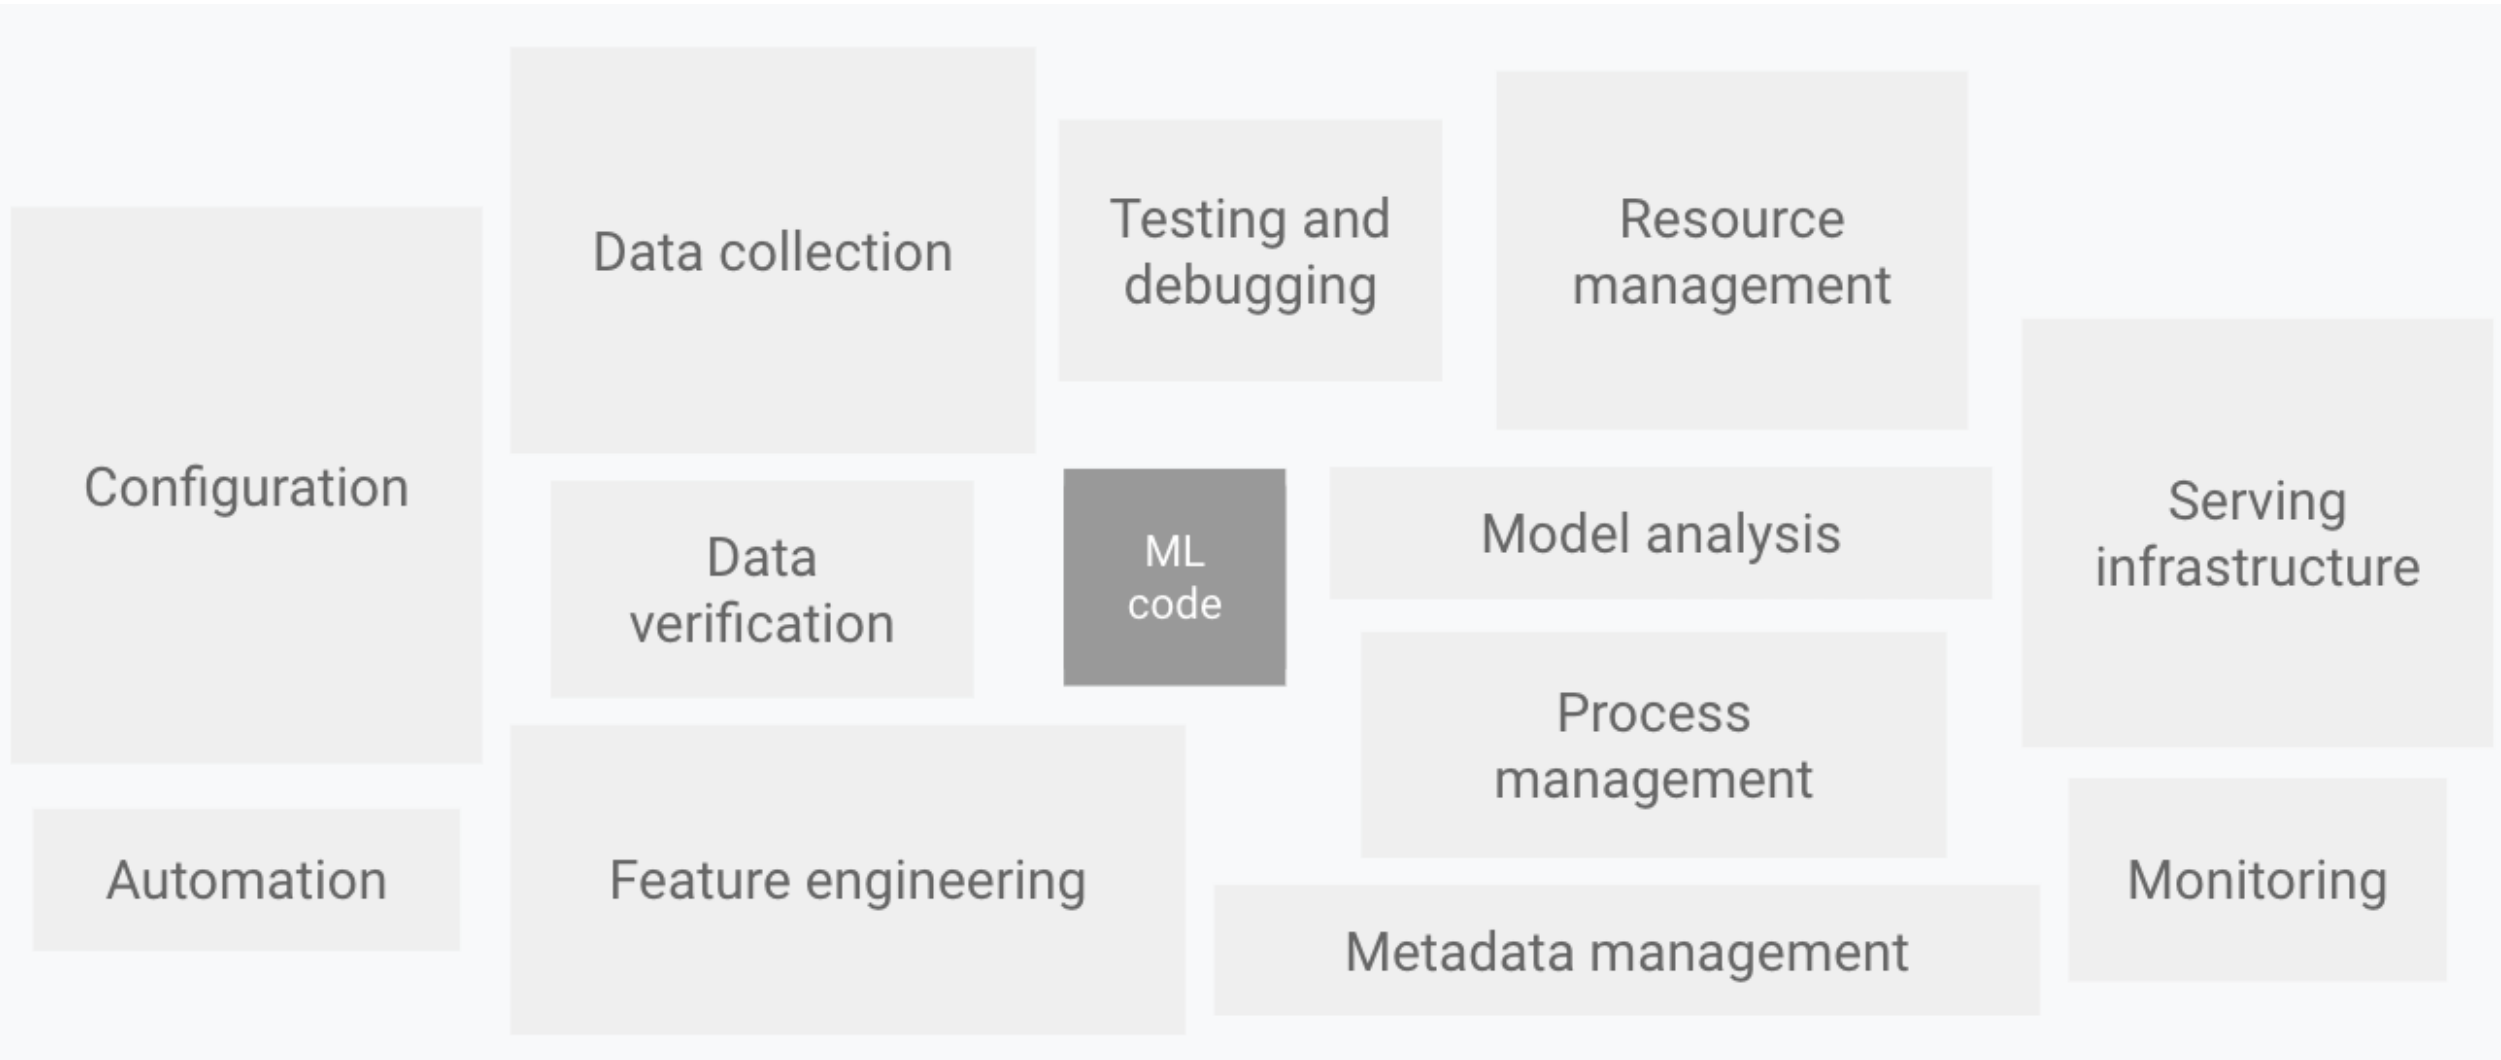 Data collection
Testing and
debugging
Resource
management
Configuration
Data
verification
ML
code
Model analysis
Serving
infrastructure
Process
management
Automation
Feature engineering
Metadata management
Monitoring